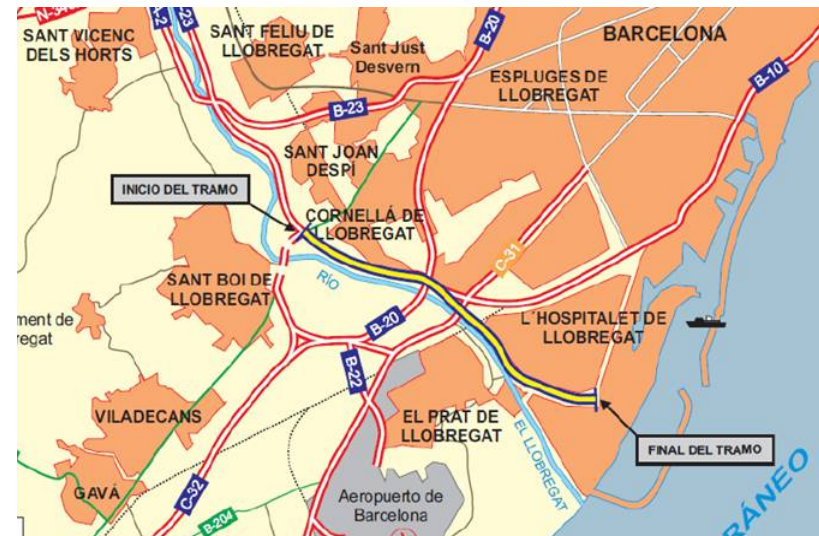 N-340
A-2
B-23
SANT VICENC
DELS HORTS
SANT FELIU DE
LLOBREGAT
Sant Just
Desvern
B-20
BARCELONA
ESPLUGES DE
LLOBREGAT
B-10
B-23
SANT JOAN
DESPÍ
INICIO DEL TRAMO
CORNELLÁ DE
LLOBREGAT
C-31
SANT BOI DE
LLOBREGAT
RÍO
ment de
regat
B-20
L´HOSPITALET DE
LLOBREGAT
B-22
VILADECANS
EL PRAT DE
LLOBREGAT
EL LLOBREGAT
FINAL DEL TRAMO
GAVÁ
C-32
Aeropuerto de
Barcelona
B-204
RÁNEO